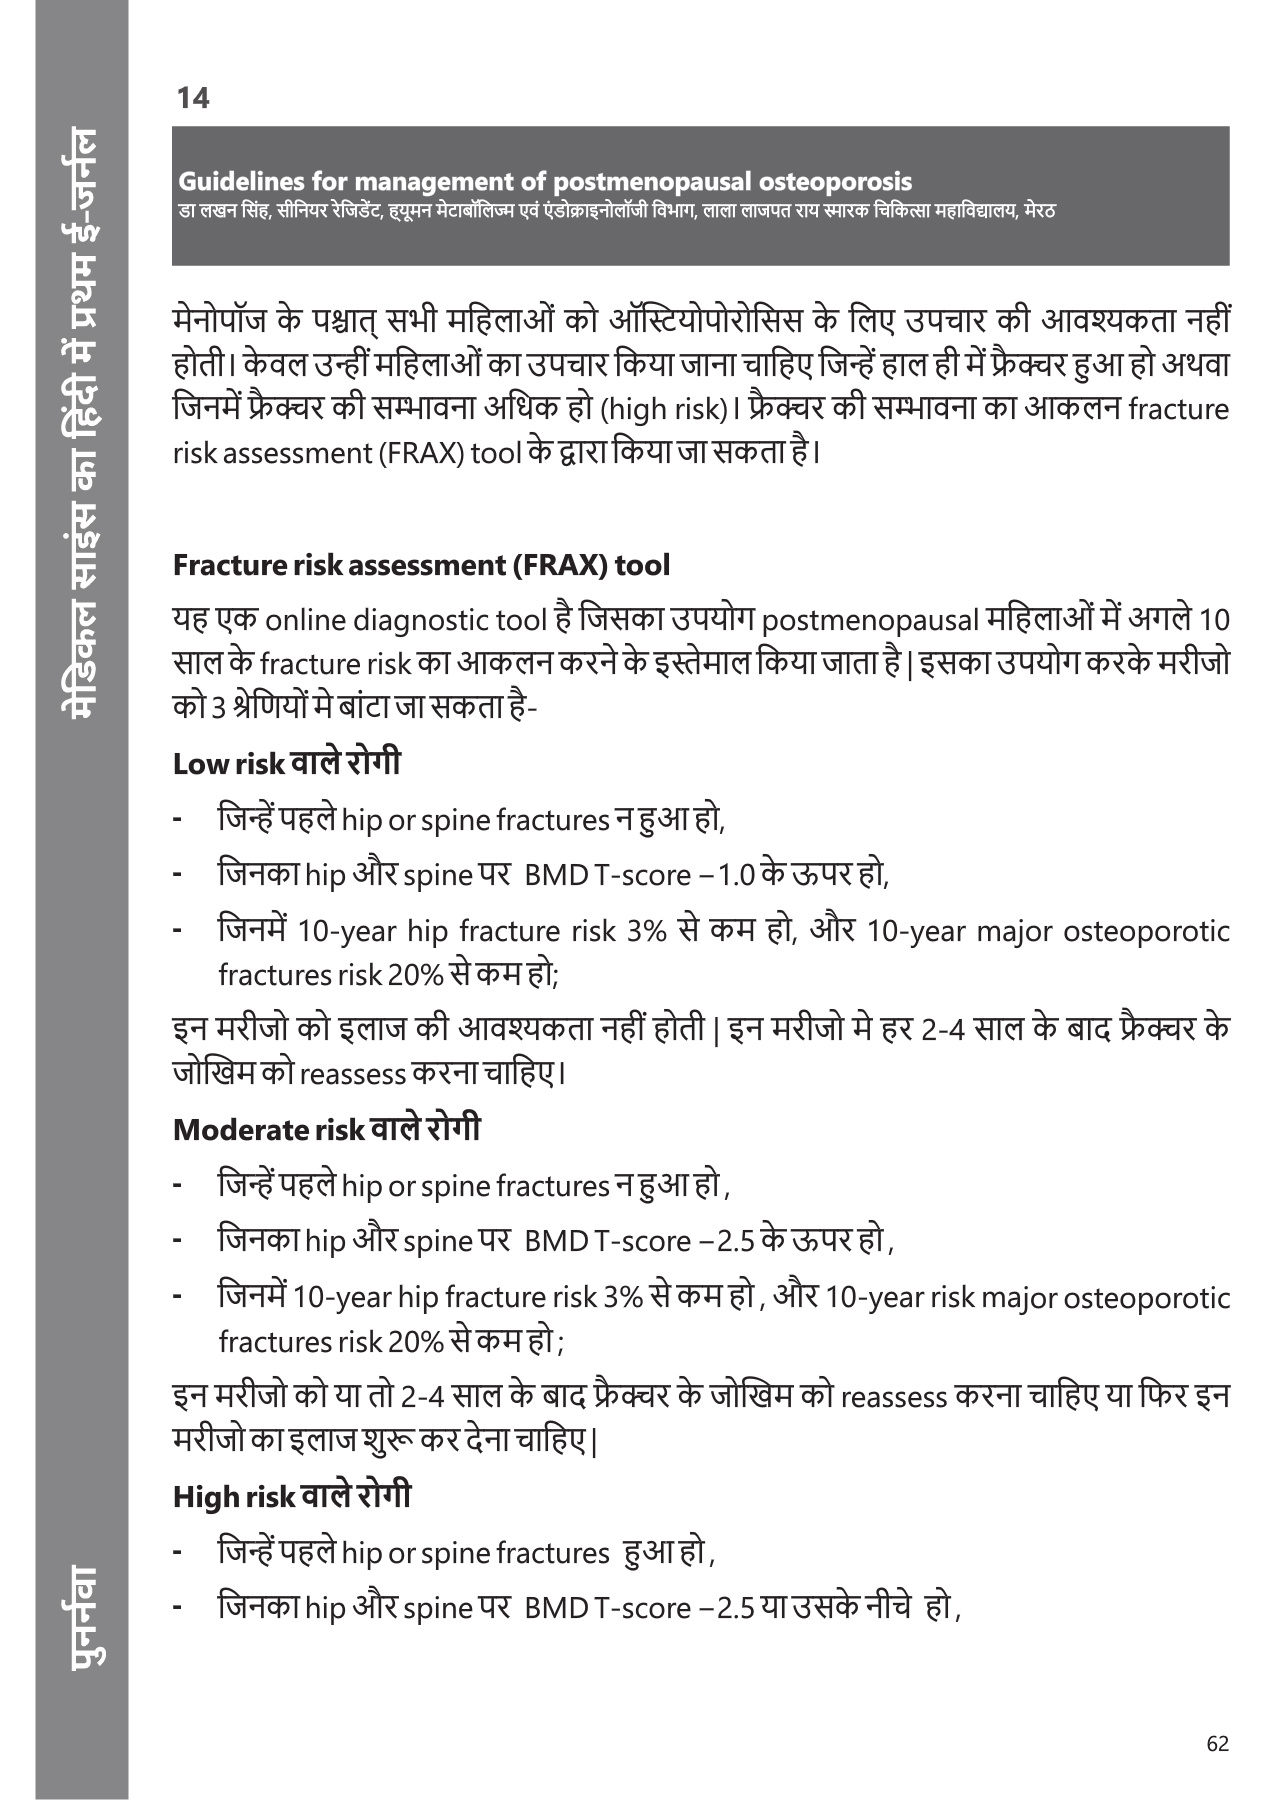 मेडिकल साइंस का हिंदी में प्रथम ई-जर्नल
पुनर्नवा
14
Guidelines for management of postmenopausal osteoporosis
डा लखन सिंह, सीनियर रेजिडेंट, ह्यूमन मेटाबॉलिज्म एवं एंडोक्राइनोलॉजी विभाग, लाला लाजपत राय स्मारक चिकित्सा महाविद्यालय, मेरठ
मेनोपॉज के पश्चात् सभी महिलाओं को ऑस्टियोपोरोसिस के लिए उपचार की आवश्यकता नहीं
होती। केवल उन्हीं महिलाओं का उपचार किया जाना चाहिए जिन्हें हाल ही में फ्रैक्चर हुआ हो अथवा
जिनमें फ्रैक्चर की सम्भावना अधिक हो (high risk)। फ्रैक्चर की सम्भावना का आकलन fracture
risk assessment (FRAX) tool के द्वारा किया जा सकता है।
Fracture risk assessment (FRAX) tool
यह एक online diagnostic tool है जिसका उपयोग postmenopausal महिलाओं में अगले 10
साल के fracture risk का आकलन करने के इस्तेमाल किया जाता है | इसका उपयोग करके मरीजो
को 3 श्रेणियों मे बांटा जा सकता है-
Low risk वाले रोगी
- जिन्हें पहले hip or spine fractures न हुआ हो,
- जिनका hip और spine पर BMD T-score – 1.0 के ऊपर हो,
- जिनमें 10-year hip fracture risk 3% से कम हो, और 10-year major osteoporotic
fractures risk 20% से कम हो;
इन मरीजो को इलाज की आवश्यकता नहीं होती | इन मरीजो मे हर 2-4 साल के बाद फ्रैक्चर के
जोखिम को reassess करना चाहिए।
Moderate risk वाले रोगी
- जिन्हें पहले hip or spine fractures न हुआ हो ,
- जिनका hip और spine पर BMD T-score – 2.5 के ऊपर हो ,
- जिनमें 10-year hip fracture risk 3% से कम हो , और 10-year risk major osteoporotic
fractures risk 20% से कम हो ;
इन मरीजो को या तो 2-4 साल के बाद फ्रैक्चर के जोखिम को reassess करना चाहिए या फिर इन
मरीजो का इलाज शुरू कर देना चाहिए |
High risk वाले रोगी
- जिन्हें पहले hip or spine fractures हुआ हो ,
- जिनका hip और spine पर BMD T-score – 2.5 या उसके नीचे हो ,
62